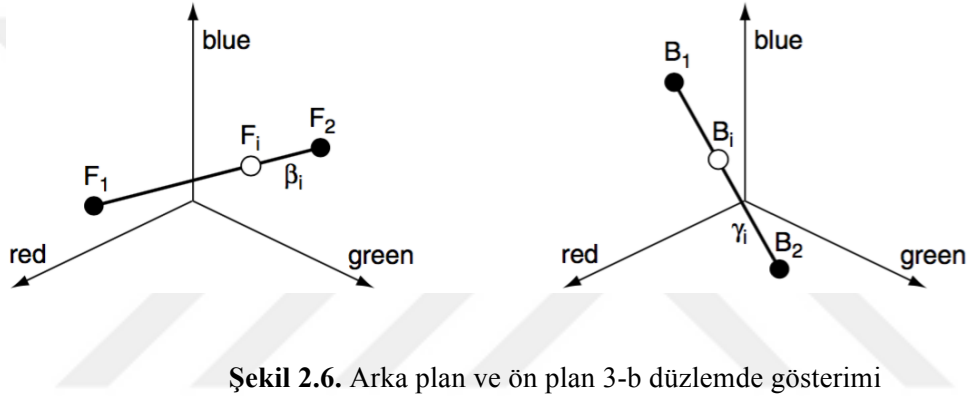 blue
F₁
Fᵢ
F₂
βᵢ
red
green
blue
B₁
Bᵢ
γᵢ
B₂
red
green
Şekil 2.6. Arka plan ve ön plan 3-b düzlemde gösterimi